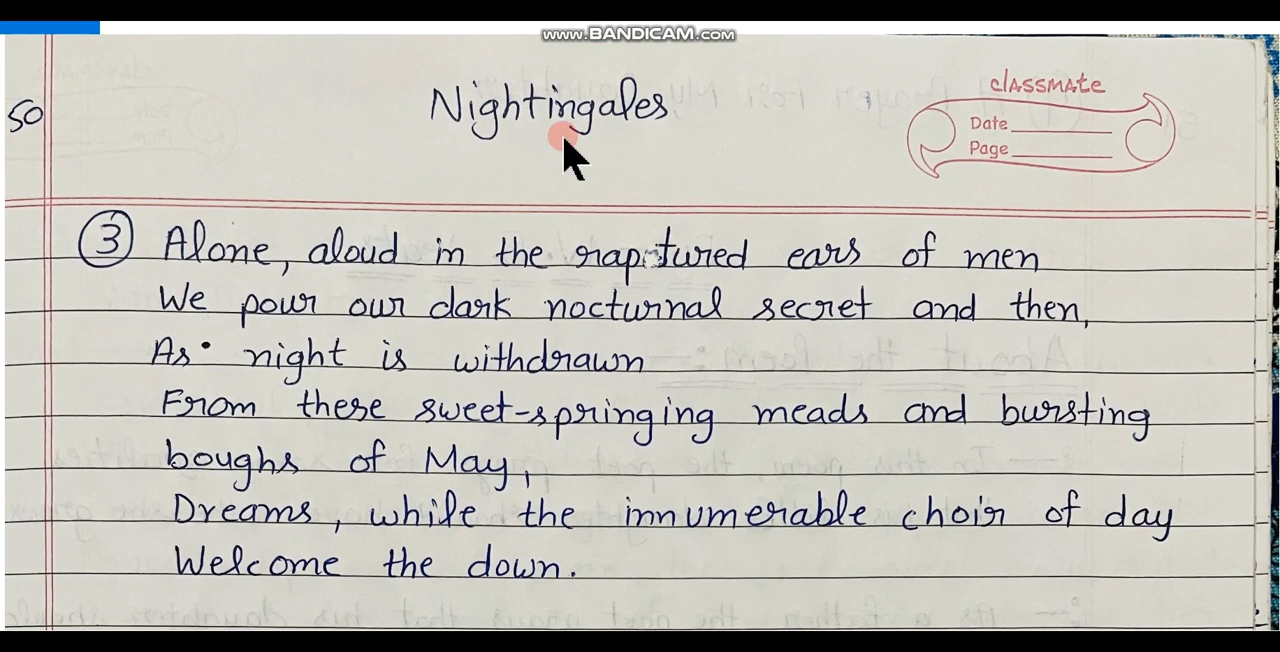 www.BANDICAM.com
50
Nightingales
classmate
Date
Page
3 Alone, aloud in the raptured ears of men
We pour our dark nocturnal secret and then,
As night is withdrawn
From these sweet-springing meads and bursting
boughs of May,
Dreams, while the innumerable choir of day
Welcome the down.